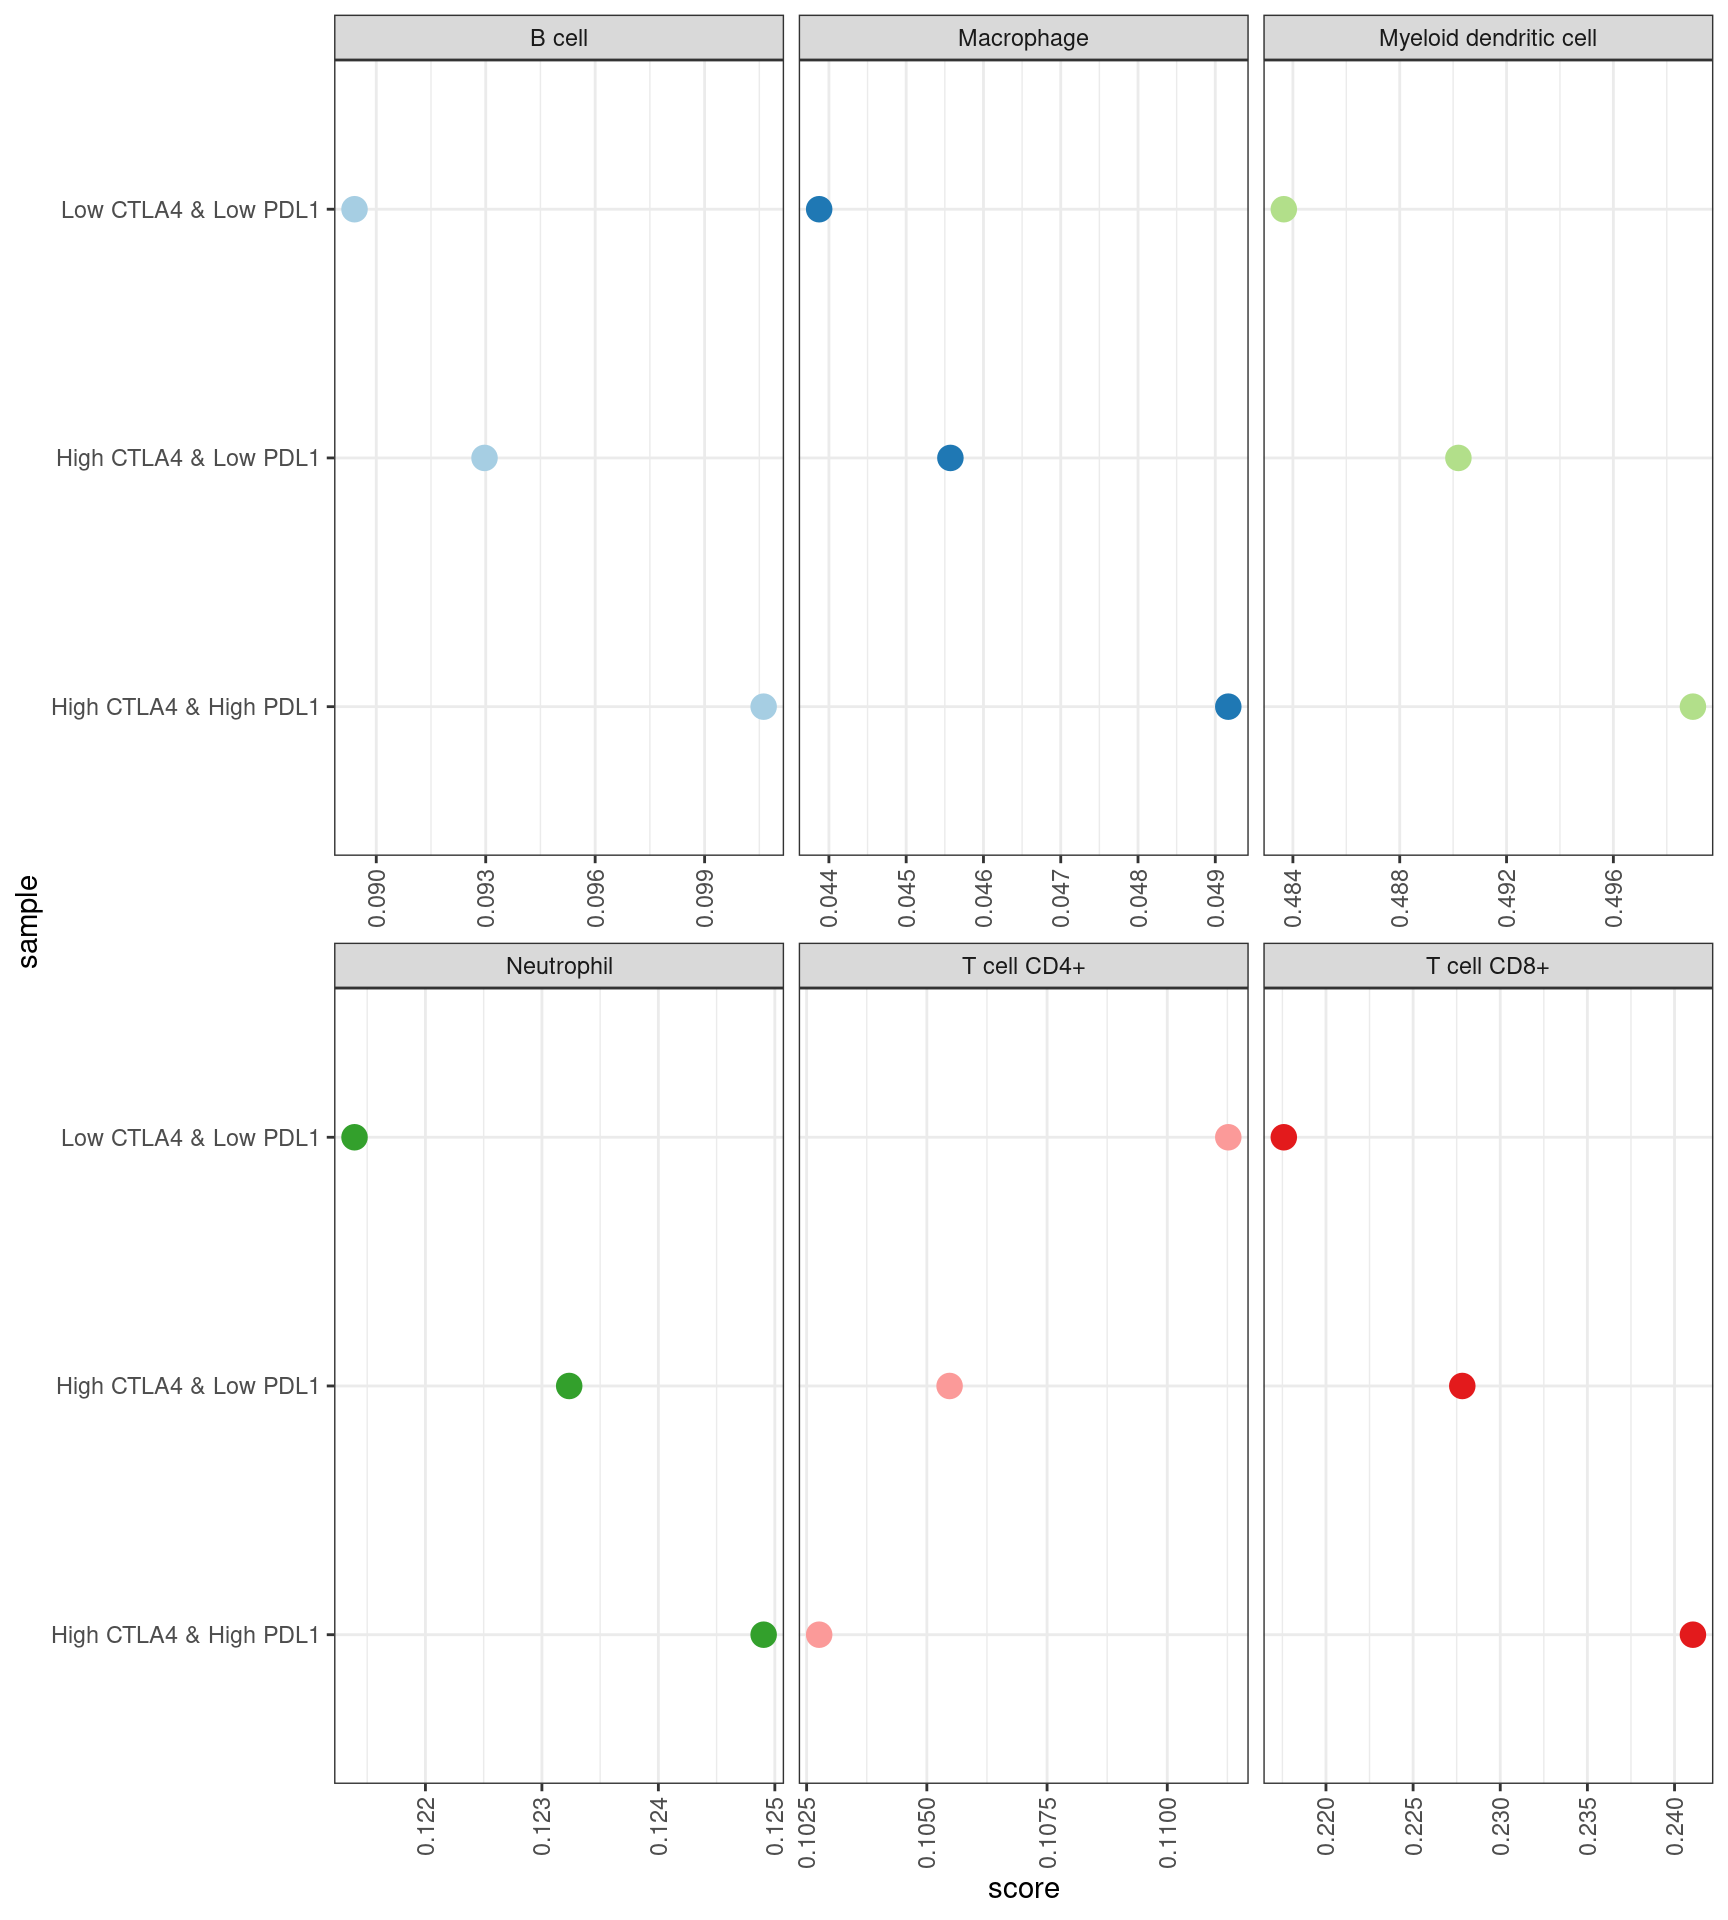 B cell
Macrophage
Myeloid dendritic cell
Low CTLA4 & Low PDL1
High CTLA4 & Low PDL1
High CTLA4 & High PDL1
0.090
0.093
0.096
0.099
0.044
0.045
0.046
0.047
0.048
0.049
0.484
0.488
0.492
0.496
sample
Neutrophil
T cell CD4+
T cell CD8+
Low CTLA4 & Low PDL1
High CTLA4 & Low PDL1
High CTLA4 & High PDL1
0.122
0.123
0.124
0.125
0.1025
0.1050
0.1075
0.1100
0.220
0.225
0.230
0.235
0.240
score